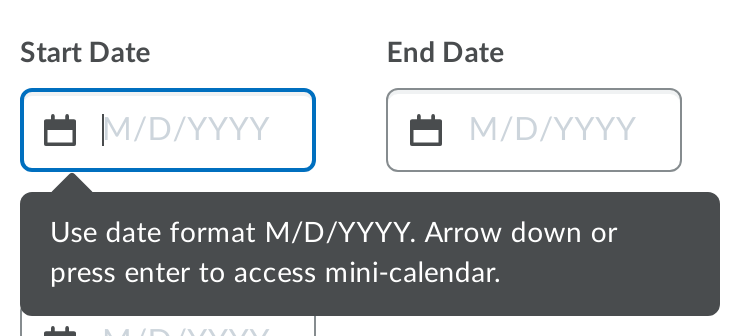 Start Date End Date
M/D/YYYY M/D/YYYY
Use date format M/D/YYYY. Arrow down or
press enter to access mini-calendar.
M/D/YYYY